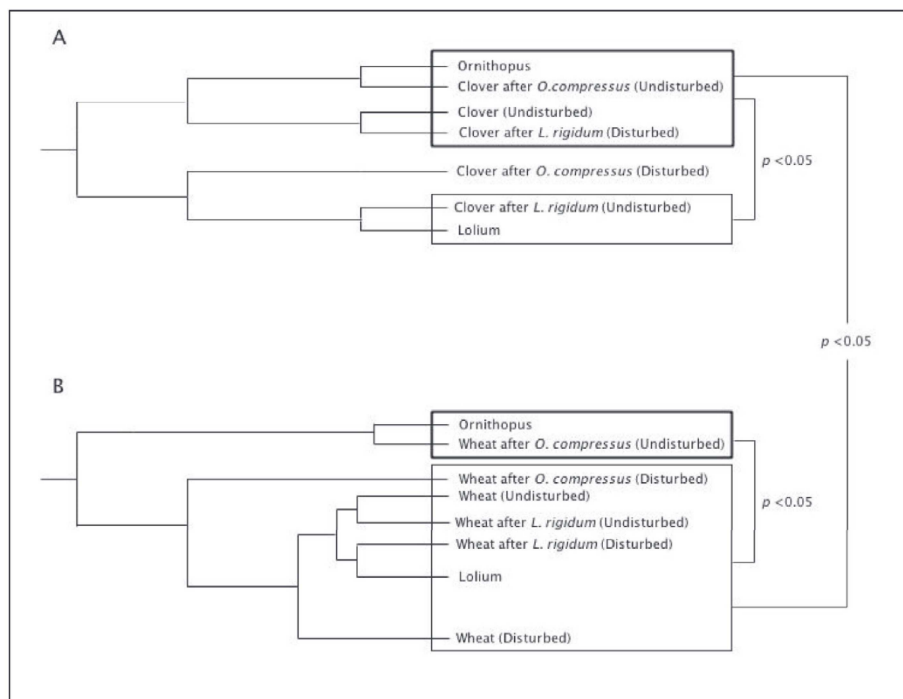 A
Ornithopus
Clover after O.compressus (Undisturbed)
Clover (Undisturbed)
Clover after L. rigidum (Disturbed)
p <0.05
Clover after O. compressus (Disturbed)
Clover after L. rigidum (Undisturbed)
Lolium
p <0.05
B
Ornithopus
Wheat after O. compressus (Undisturbed)
Wheat after O. compressus (Disturbed)
Wheat (Undisturbed)
p <0.05
Wheat after L. rigidum (Undisturbed)
Wheat after L. rigidum (Disturbed)
Lolium
Wheat (Disturbed)